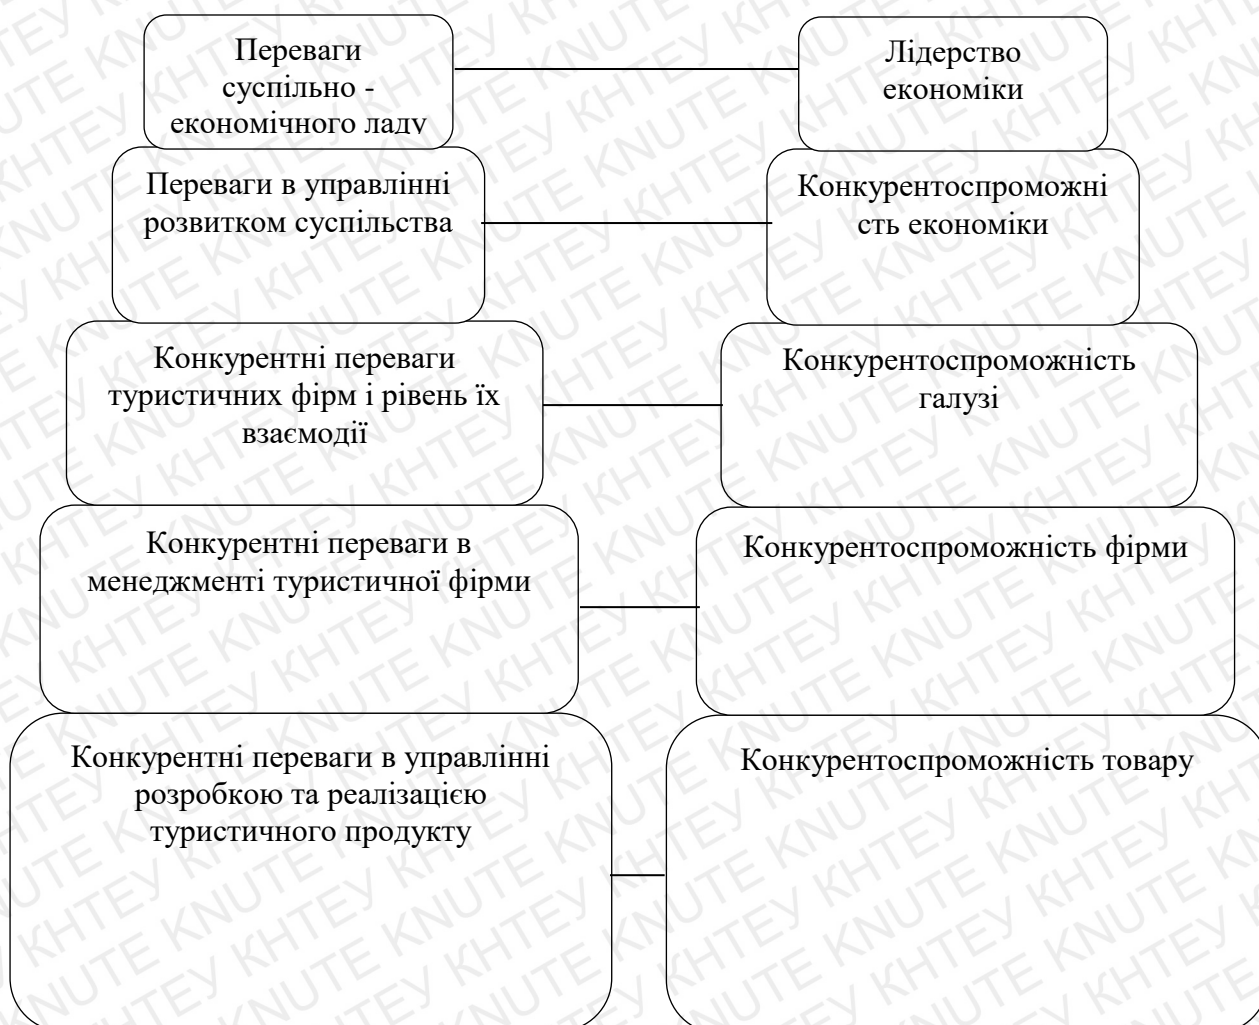 Переваги
суспільно -
економічного ладу
Лідерство
економіки
Переваги в управлінні
розвитком суспільства
Конкурентоспроможні
сть економіки
Конкурентні переваги
туристичних фірм і рівень їх
взаємодії
Конкурентоспроможність
галузі
Конкурентні переваги в
менеджменті туристичної фірми
Конкурентоспроможність фірми
Конкурентні переваги в управлінні
розробкою та реалізацією
туристичного продукту
Конкурентоспроможність товару